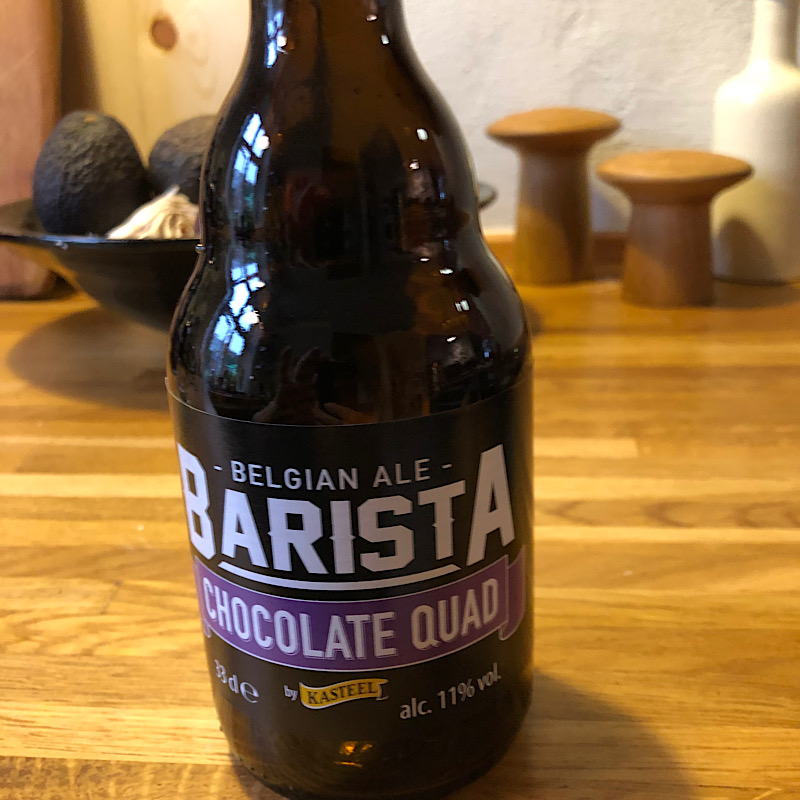 - BELGIAN ALE -
BARISTA
CHOCOLATE QUAD
33cl e
by KASTEEL
alc. 11% vol.